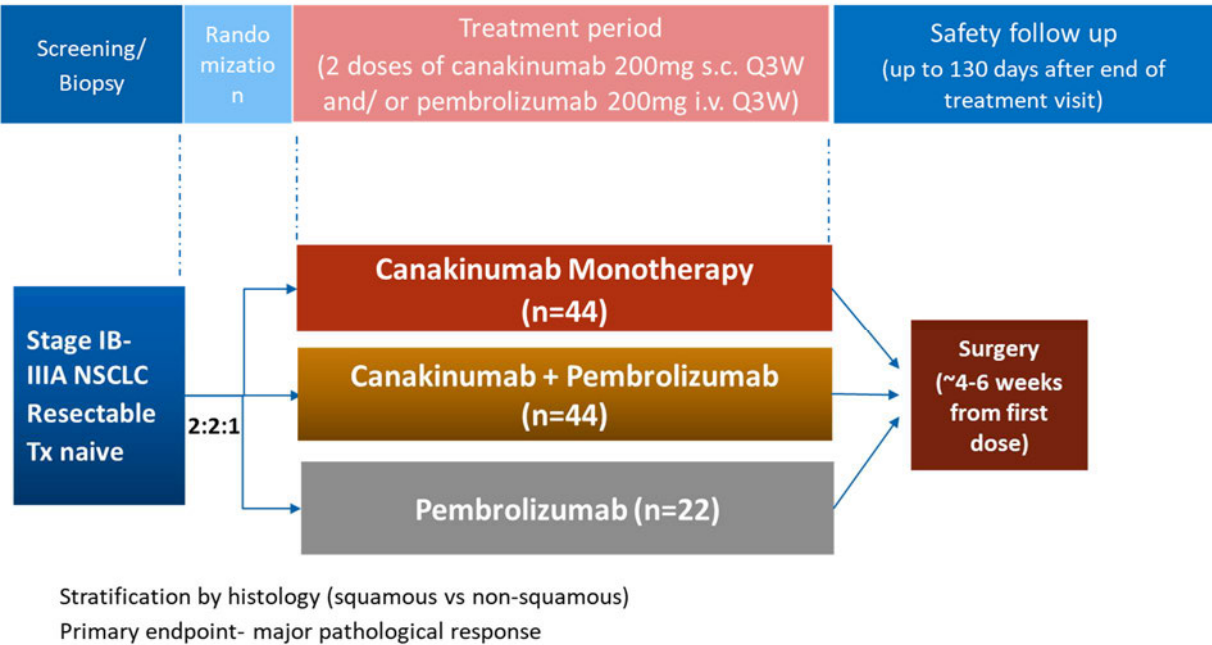 Screening/
Biopsy
Rando
mizatio
n
Treatment period
(2 doses of canakinumab 200mg s.c. Q3W
and/ or pembrolizumab 200mg i.v. Q3W)
Safety follow up
(up to 130 days after end of
treatment visit)
Stage IB-
IIIA NSCLC
Resectable
Tx naive
2:2:1
Canakinumab Monotherapy
(n=44)
Canakinumab + Pembrolizumab
(n=44)
Pembrolizumab (n=22)
Surgery
(~4-6 weeks
from first
dose)
Stratification by histology (squamous vs non-squamous)
Primary endpoint- major pathological response